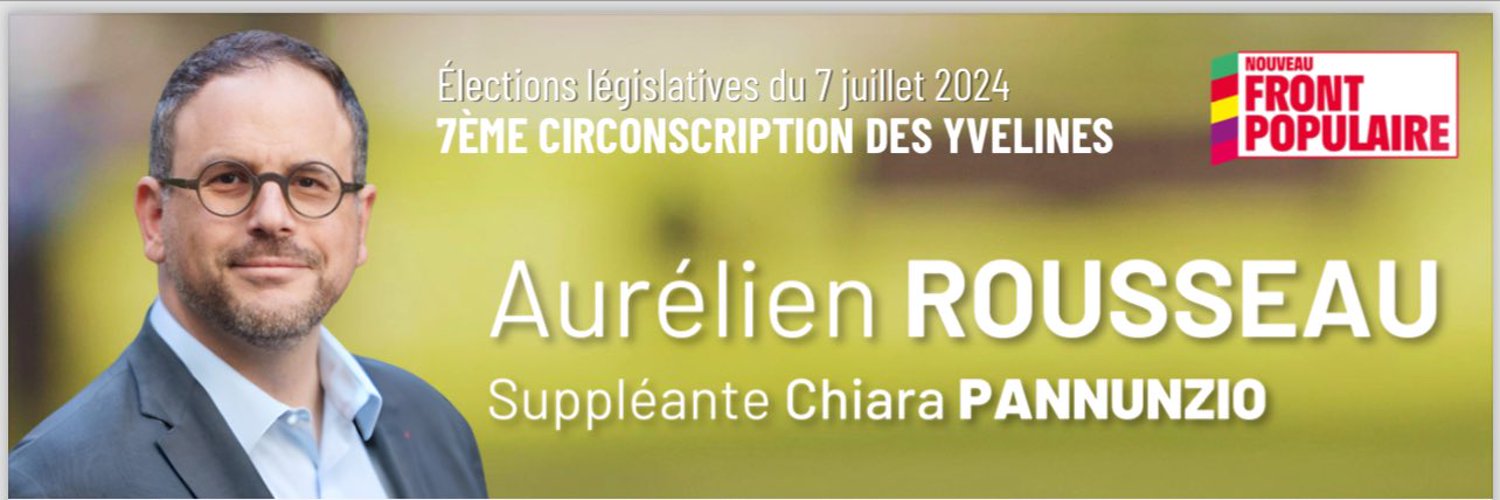 Élections législatives du 7 juillet 2024
7ÈME CIRCONSCRIPTION DES YVELINES
NOUVEAU
FRONT
POPULAIRE
Aurélien ROUSSEAU
Suppléante Chiara PANNUNZIO